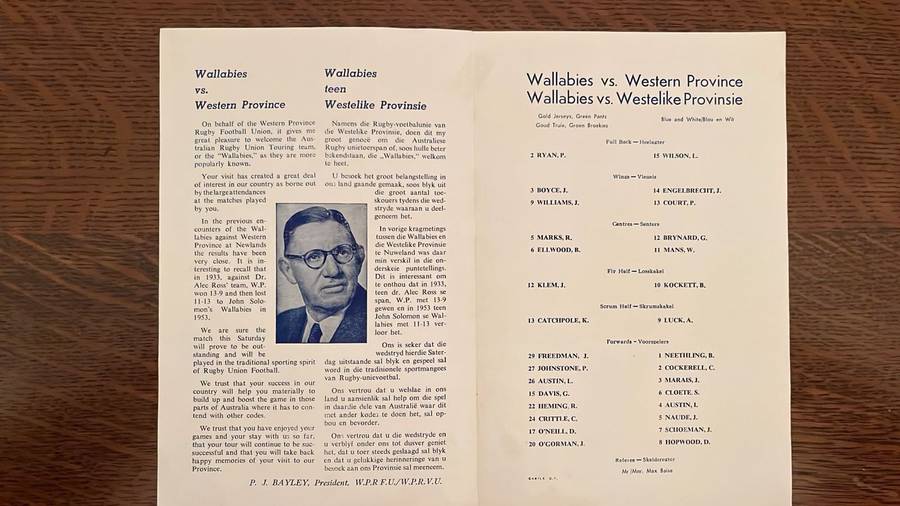 Wallabies
vs.
Western Province
On behalf of the Western Province
Rugby Football Union, it gives me
great pleasure to welcome the Aus-
tralian Rugby Union Touring team,
or the "Wallabies," as they are more
popularly known.
Your visit has created a great deal
of interest in our country as borne out
by the large attendances
at the matches played
by you.
In the previous en-
counters of the Wal-
labies against Western
Province at Newlands
the results have been
very close. It is in-
teresting to recall that
in 1933, against Dr.
Alec Ross' team, W.P.
won 13-9 and then lost
11-13 to John Solo-
mon's Wallabies in
1953.
We are sure the
match this Saturday
will prove to be out-
standing and will be
played in the traditional sporting spirit
of Rugby Union Football.
We trust that your success in our
country will help you materially to
build up and boost the game in those
parts of Australia where it has to con-
tend with other codes.
We trust that you have enjoyed your
games and your stay with us so far,
that your tour will continue to be suc-
successful and that you will take back
happy memories of your visit to our
Province.
Wallabies
teen
Westelike Provinsie
Namens die Rugby-voetbalunie van
die Westelike Provinsie, doen dit my
groot genoeë om die Australiese
Rugby unietoerspan of, soos hulle beter
bekendstaan, die „Wallabies," welkom
te heet.
U besoek het groot belangstelling in
ons land gaande gemaak, soos blyk uit
die groot aantal toe-
skouers tydens die wed-
stryde waaraan u deel-
geneem het.
In vorige kragmetings
tussen die Wallabies en
die Westelike Provinsie
te Nuweland was daar
min verskil in die on-
derskeie puntetellings.
Dit is interessant om
te onthou dat in 1933,
teen dr. Alec Ross se
span, W.P. met 13-9
gewen en in 1953 teen
John Solomon se Wal-
labies met 11-13 ver-
loor het.
Ons is seker dat die
wedstryd hierdie Sater-
dag uitstaande sal blyk en gespeel sal
word in die tradisionele sportmangoes
van Rugby-unievoetbal.
Ons vertrou dat u welslae in ons
land u aansienlik sal help om die spel
in daardie dele van Australië waar dit
met ander kodes te doen het, sal op-
bou en bevorder.
Ons vertrou dat u die wedstryde en
u verblyf onder ons tot dusver geniet
het, dat u toer steeds geslaagd sal blyk
en dat u gelukkige herinneringe van u
besoek aan ons Provinsie sal meeneem.
P. J. BAYLEY, President, W.P.R F.U./W.P.R.V.U.
Wallabies vs. Western Province
Wallabies vs. Westelike Provinsie
Gold Jerseys, Green Pants
Goud Truie, Groen Broekies
Blue and White/Blou en Wit
Full Back — Heelagter
2 RYAN, P. 15 WILSON, L.
Wings — Vleuels
3 BOYCE, J. 14 ENGELBRECHT, J.
9 WILLIAMS, J. 13 COURT, P.
Centres — Senters
5 MARKS, R. 12 BRYNARD, G.
6 ELLWOOD, B. 11 MANS, W.
Fly Half — Losskakel
12 KLEM, J. 10 KOCKETT, B.
Scrum Half — Skrumskakel
13 CATCHPOLE, K. 9 LUCK, A.
Forwards — Voorspelers
29 FREEDMAN, J. 1 NEETHLING, B.
27 JOHNSTONE, P. 2 COCKERELL, C.
26 AUSTIN, L. 3 MARAIS, J.
15 DAVIS, G. 6 CLOETE, S.
22 HEMING, R. 4 AUSTIN, I.
24 CRITTLE, C. 5 NAUDE, J.
17 O'NEILL, D. 7 SCHOEMAN, J.
20 O'GORMAN, J. 8 HOPWOOD, D.
Referee — Skeidsregter
Mr/Mnr. Max Baise